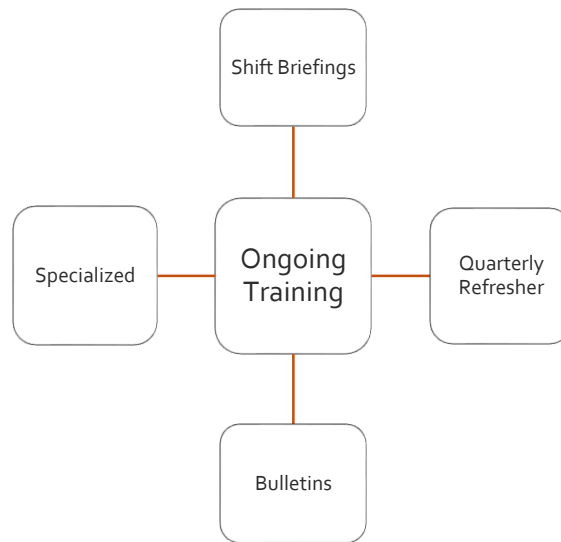 Shift Briefings
Specialized
Ongoing
Training
Quarterly
Refresher
Bulletins